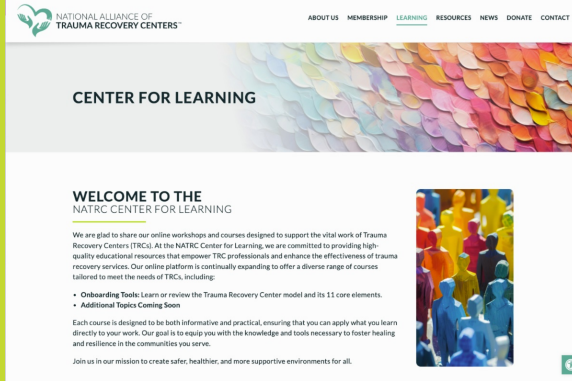 NATIONAL ALLIANCE OF
TRAUMA RECOVERY CENTERS™
ABOUT US MEMBERSHIP LEARNING RESOURCES NEWS DONATE CONTACT
CENTER FOR LEARNING
WELCOME TO THE
NATRC CENTER FOR LEARNING
We are glad to share our online workshops and courses designed to support the vital work of Trauma
Recovery Centers (TRCs). At the NATRC Center for Learning, we are committed to providing high-
quality educational resources that empower TRC professionals and enhance the effectiveness of trauma
recovery services. Our online platform is continually expanding to offer a diverse range of courses
tailored to meet the needs of TRCs, including:
• Onboarding Tools: Learn or review the Trauma Recovery Center model and its 11 core elements.
• Additional Topics Coming Soon
Each course is designed to be both informative and practical, ensuring that you can apply what you learn
directly to your work. Our goal is to equip you with the knowledge and tools necessary to foster healing
and resilience in the communities you serve.
Join us in our mission to create safer, healthier, and more supportive environments for all.